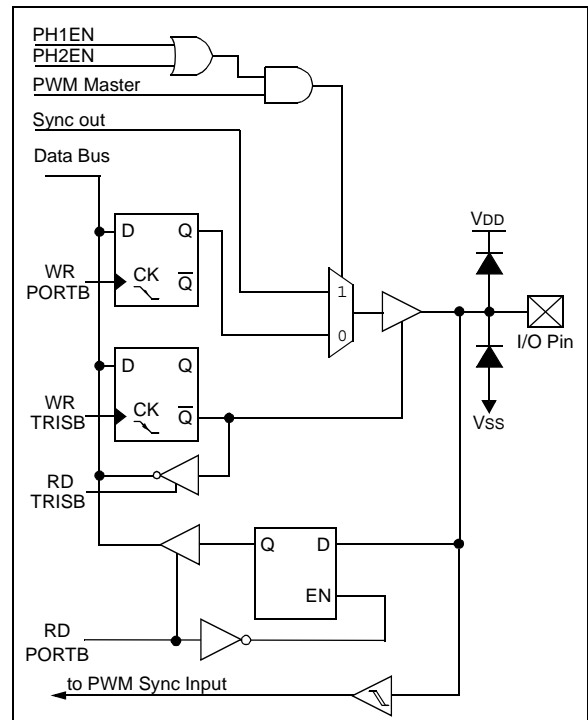 PH1EN
PH2EN
PWM Master
Sync out
Data Bus
D Q
CK Q
WR
PORTB
VDD
1
0
I/O Pin
VSS
D Q
CK Q
WR
TRISB
RD
TRISB
Q D
EN
RD
PORTB
to PWM Sync Input